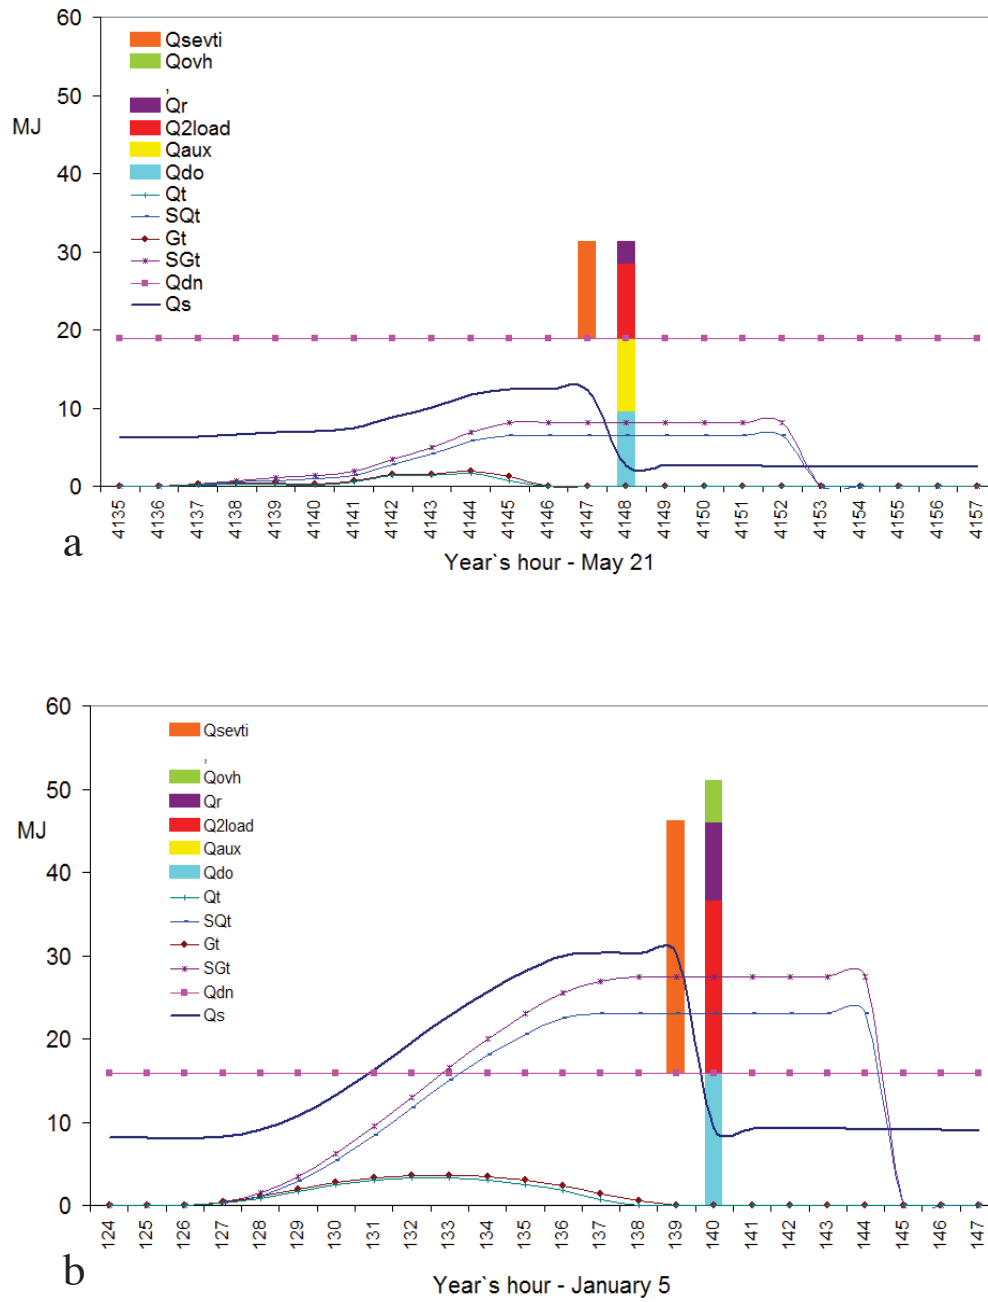 60
Qsevti
Qovh
50
,
Qr
MJ
Q2load
Qaux
40
Qdo
Qt
SQt
30
Gt
SGt
Qdn
Qs
20
10
0
4135 4136 4137 4138 4139 4140 4141 4142 4143 4144 4145 4146 4147 4148 4149 4150 4151 4152 4153 4154 4155 4156 4157
a
Year`s hour - May 21
60
Qsevti
,
50
Qovh
Qr
MJ
Q2load
Qaux
40
Qdo
Qt
SQt
30
Gt
SGt
Qdn
Qs
20
10
0
124 125 126 127 128 129 130 131 132 133 134 135 136 137 138 139 140 141 142 143 144 145 146 147
b
Year`s hour - January 5